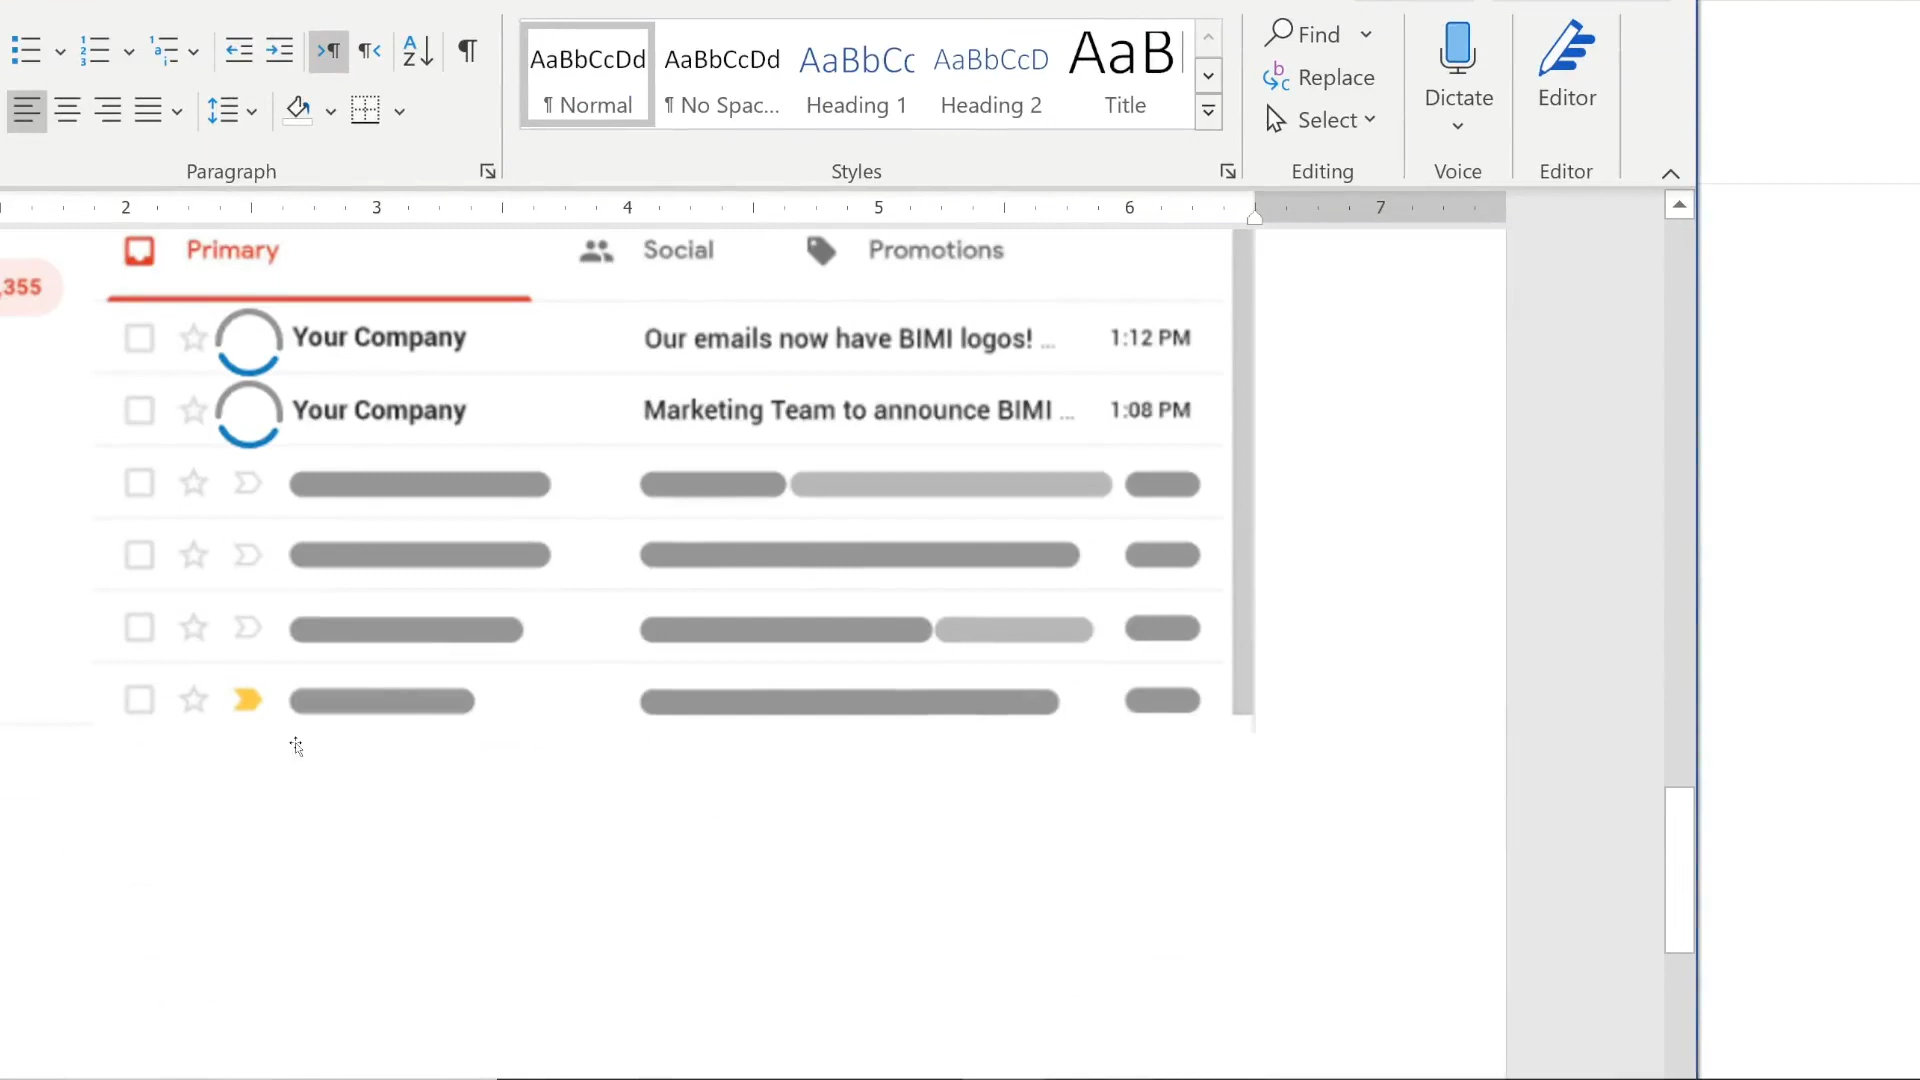 AaBbCcDd AaBbCcDd AaBbCc AaBbCcD AaB
¶ Normal ¶ No Spac... Heading 1 Heading 2 Title
Find
Replace
Select
Dictate
Editor
Paragraph Styles Editing Voice Editor
2 3 4 5 6 7
Primary Social Promotions
,355
Your Company Our emails now have BIMI logos! ... 1:12 PM
Your Company Marketing Team to announce BIMI ... 1:08 PM